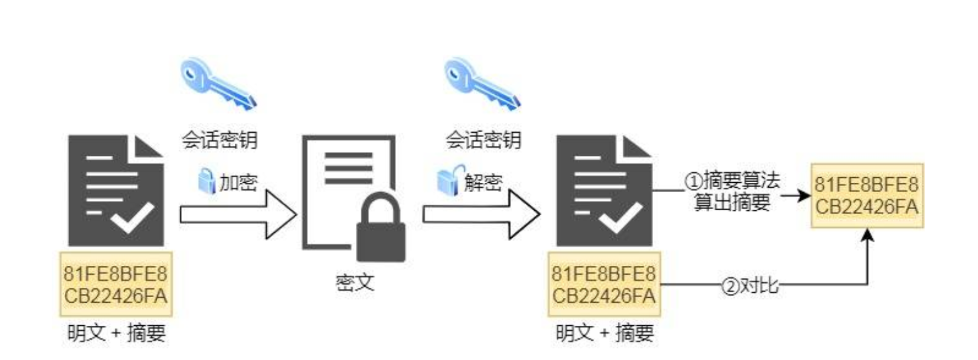 会话密钥
加密
81FE8BFE8
CB22426FA
明文 + 摘要
密文
会话密钥
解密
81FE8BFE8
CB22426FA
明文 + 摘要
①摘要算法
算出摘要
②对比
81FE8BFE8
CB22426FA